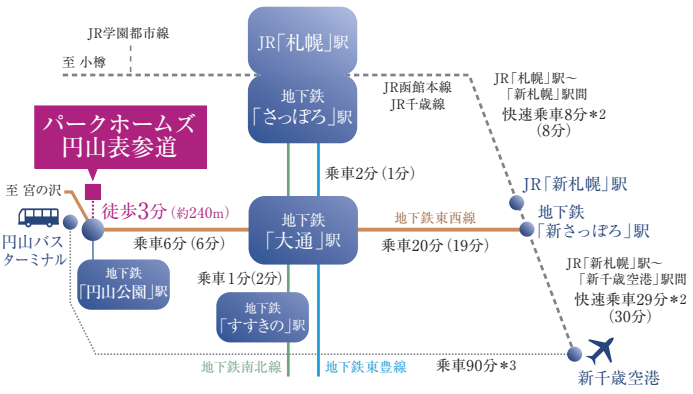 JR学園都市線
至 小樽
JR「札幌」駅
地下鉄
「さっぽろ」駅
JR函館本線
JR千歳線
JR「札幌」駅〜
「新札幌」駅間
快速乗車8分*2
(8分)
パークホームズ
円山表参道
至 宮の沢
徒歩3分(約240m)
乗車2分(1分)
JR「新札幌」駅
地下鉄
「新さっぽろ」駅
円山バス
ターミナル
乗車6分(6分)
地下鉄
「大通」駅
地下鉄東西線
乗車20分(19分)
地下鉄
「円山公園」駅
乗車1分(2分)
地下鉄
「すすきの」駅
JR「新札幌」駅〜
「新千歳空港」駅間
快速乗車29分*2
(30分)
地下鉄南北線
地下鉄東豊線
乗車90分*3
新千歳空港